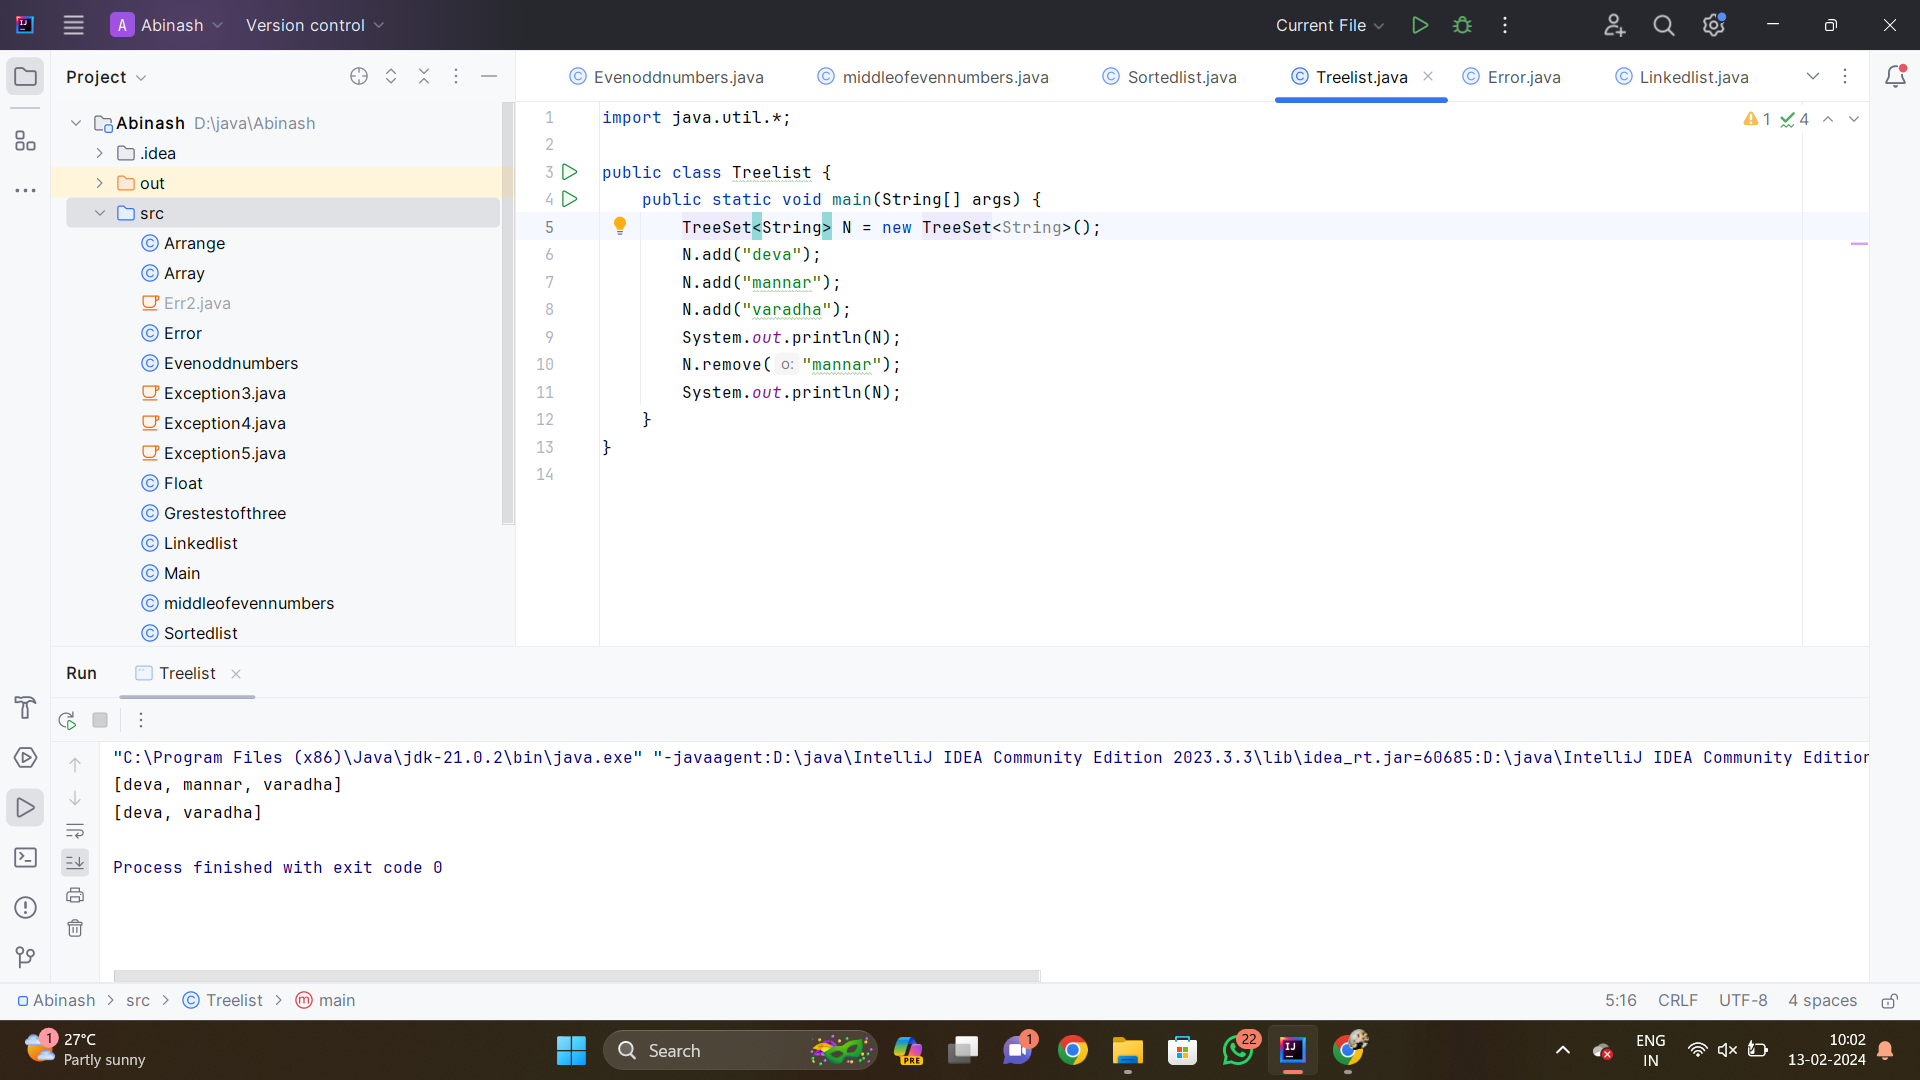 A Abinash Version control Current File
Project
Evenoddnumbers.java middleofevennumbers.java Sortedlist.java Treelist.java Error.java Linkedlist.java
Abinash D:\java\Abinash
.idea
out
src
Arrange
Array
Err2.java
Error
Evenoddnumbers
Exception3.java
Exception4.java
Exception5.java
Float
Grestestofthree
Linkedlist
Main
middleofevennumbers
Sortedlist
1 4
1 import java.util.*;
2
3 public class Treelist {
4 public static void main(String[] args) {
5 TreeSet<String> N = new TreeSet<String>();
6 N.add("deva");
7 N.add("mannar");
8 N.add("varadha");
9 System.out.println(N);
10 N.remove( o: "mannar");
11 System.out.println(N);
12 }
13 }
14
Run Treelist
"C:\Program Files (x86)\Java\jdk-21.0.2\bin\java.exe" "-javaagent:D:\java\IntelliJ IDEA Community Edition 2023.3.3\lib\idea_rt.jar=60685:D:\java\IntelliJ IDEA Community Edition
[deva, mannar, varadha]
[deva, varadha]
Process finished with exit code 0
Abinash > src > Treelist > main
5:16 CRLF UTF-8 4 spaces
1 27°C
Partly sunny
Search
PRE
1
22
ENG
IN
10:02
13-02-2024